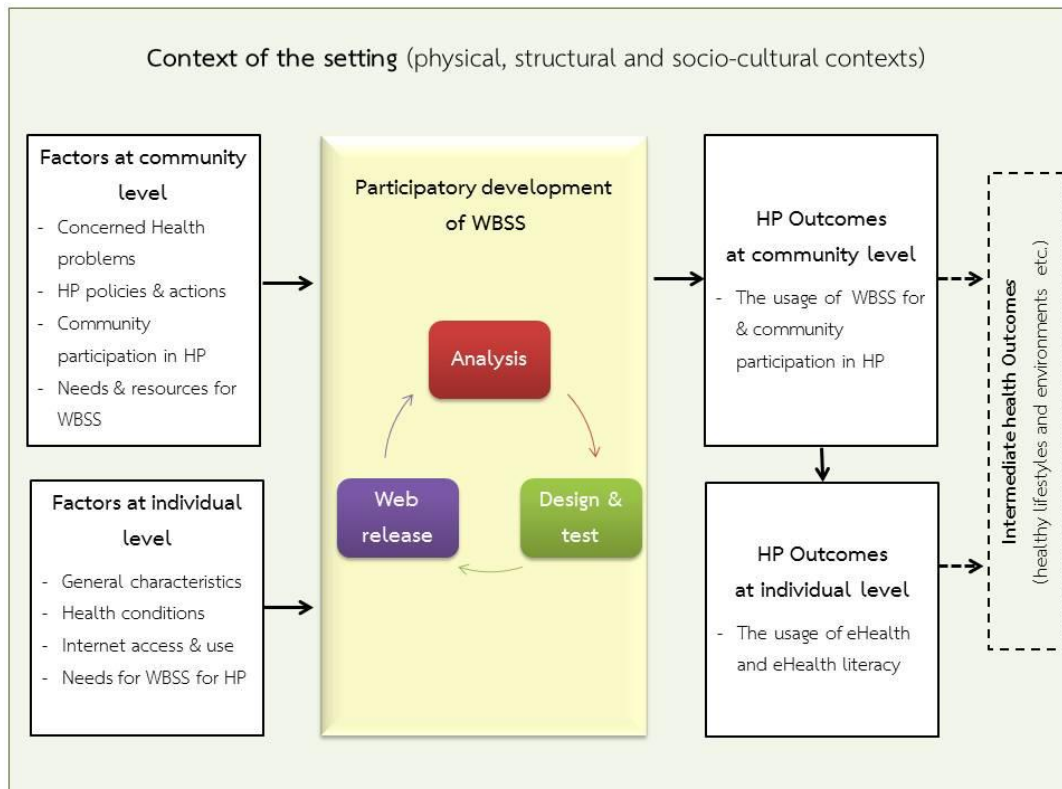 Context of the setting (physical, structural and socio-cultural contexts)
Factors at community
level
- Concerned Health
problems
- HP policies & actions
- Community
participation in HP
- Needs & resources for
WBSS
Factors at individual
level
- General characteristics
- Health conditions
- Internet access & use
- Needs for WBSS for HP
Participatory development
of WBSS
Analysis
Design &
test
Web
release
HP Outcomes
at community level
- The usage of WBSS for
& community
participation in HP
HP Outcomes
at individual level
- The usage of eHealth
and eHealth literacy
Intermediate health Outcomes
(healthy lifestyles and environments etc.)